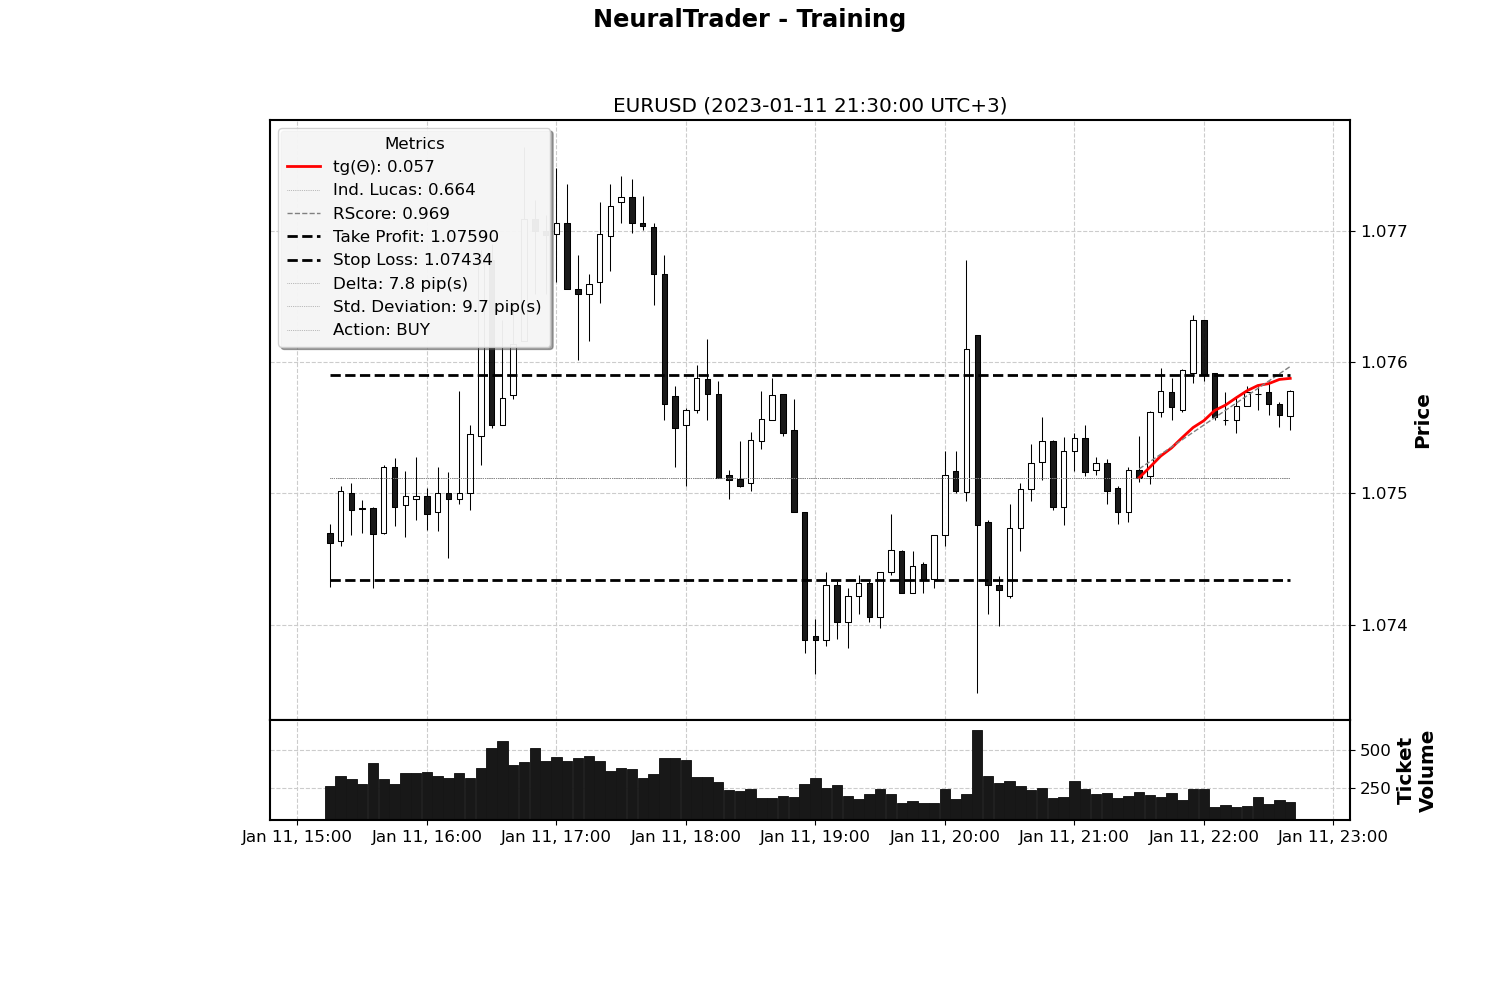 NeuralTrader - Training
EURUSD (2023-01-11 21:30:00 UTC+3)
Metrics
tg(Θ): 0.057
Ind. Lucas: 0.664
RScore: 0.969
Take Profit: 1.07590
Stop Loss: 1.07434
Delta: 7.8 pip(s)
Std. Deviation: 9.7 pip(s)
Action: BUY
1.077
1.076
1.075
1.074
Price
500
250
Ticket
Volume
Jan 11, 15:00
Jan 11, 16:00
Jan 11, 17:00
Jan 11, 18:00
Jan 11, 19:00
Jan 11, 20:00
Jan 11, 21:00
Jan 11, 22:00
Jan 11, 23:00